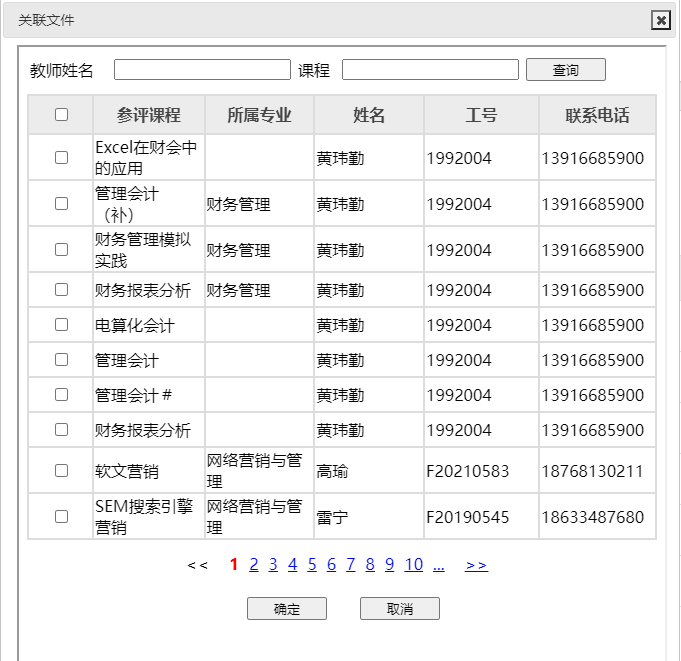 关联文件
教师姓名 课程 查询
参评课程 所属专业 姓名 工号 联系电话
Excel在财会中
的应用 黄玮勤 1992004 13916685900
管理会计
（补） 财务管理 黄玮勤 1992004 13916685900
财务管理模拟
实践 财务管理 黄玮勤 1992004 13916685900
财务报表分析 财务管理 黄玮勤 1992004 13916685900
电算化会计 黄玮勤 1992004 13916685900
管理会计 黄玮勤 1992004 13916685900
管理会计＃ 黄玮勤 1992004 13916685900
财务报表分析 黄玮勤 1992004 13916685900
软文营销 网络营销与管
理 高瑜 F20210583 18768130211
SEM搜索引擎
营销 网络营销与管
理 雷宁 F20190545 18633487680
<< 1 2 3 4 5 6 7 8 9 10 ... >>
确定 取消